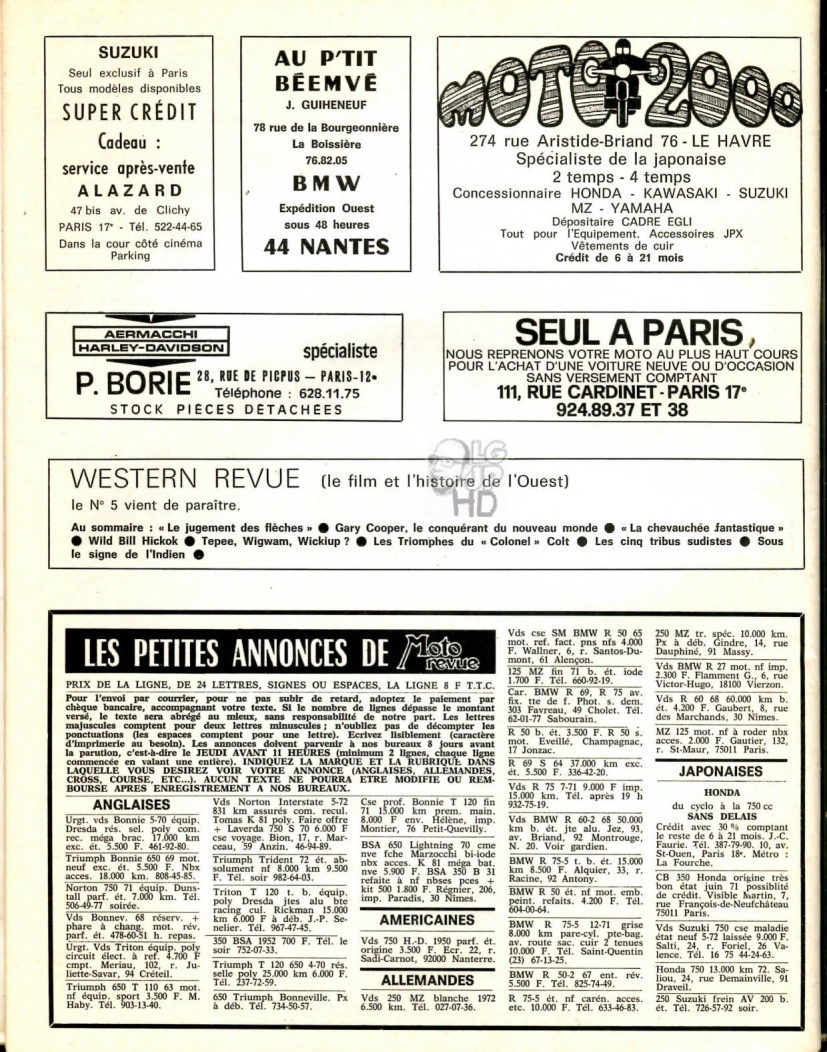 SUZUKI
Seul exclusif à Paris
Tous modèles disponibles
SUPER CRÉDIT
Cadeau :
service après-vente
ALAZARD
47 bis av. de Clichy
PARIS 17e - Tél. 522-44-65
Dans la cour côté cinéma
Parking
AU P'TIT
BÉEMVÉ
J. GUIHENEUF
78 rue de la Bourgeonnière
La Boissière
76.82.05
BMW
Expédition Ouest
sous 48 heures
44 NANTES
MOTO 2000
274 rue Aristide-Briand 76 - LE HAVRE
Spécialiste de la japonaise
2 temps - 4 temps
Concessionnaire HONDA - KAWASAKI - SUZUKI
MZ - YAMAHA
Dépositaire CADRE EGLI
Tout pour l'Equipement. Accessoires JPX
Vêtements de cuir
Crédit de 6 à 21 mois
AERMACCHI
HARLEY-DAVIDSON
spécialiste
P. BORIE 28, RUE DE PICPUS — PARIS-12e
Téléphone : 628.11.75
STOCK PIÈCES DÉTACHÉES
SEUL A PARIS,
NOUS REPRENONS VOTRE MOTO AU PLUS HAUT COURS
POUR L'ACHAT D'UNE VOITURE NEUVE OU D'OCCASION
SANS VERSEMENT COMPTANT
111, RUE CARDINET - PARIS 17e
924.89.37 ET 38
LG
HD
WESTERN REVUE (le film et l'histoire de l'Ouest)
le N° 5 vient de paraître.
Au sommaire : « Le jugement des flèches » ● Gary Cooper, le conquérant du nouveau monde ● « La chevauchée fantastique »
● Wild Bill Hickok ● Tepee, Wigwam, Wickiup ? ● Les Triomphes du « Colonel » Colt ● Les cinq tribus sudistes ● Sous
le signe de l'Indien ●
LES PETITES ANNONCES DE Moto revue
PRIX DE LA LIGNE, DE 24 LETTRES, SIGNES OU ESPACES, LA LIGNE 8 F T.T.C.
Pour l'envoi par courrier, pour ne pas subir de retard, adoptez le paiement par
chèque bancaire, accompagnant votre texte. Si le nombre de lignes dépasse le montant
versé, le texte sera abrégé au mieux, sans responsabilité de notre part. Les lettres
majuscules comptent pour deux lettres minuscules ; n'oubliez pas de décompter les
ponctuations (les espaces comptent pour une lettre). Ecrivez lisiblement (caractère
d'imprimerie au besoin). Les annonces doivent parvenir à nos bureaux 8 jours avant
la parution, c'est-à-dire le JEUDI AVANT 11 HEURES (minimum 2 lignes, chaque ligne
commencée en valant une entière). INDIQUEZ LA MARQUE ET LA RUBRIQUE DANS
LAQUELLE VOUS DESIREZ VOIR VOTRE ANNONCE (ANGLAISES, ALLEMANDES,
CROSS, COURSE, ETC...). AUCUN TEXTE NE POURRA ETRE MODIFIE OU REM-
BOURSE APRES ENREGISTREMENT A NOS BUREAUX.
ANGLAISES
Urgt. vds Bonnie 5-70 équip.
Dresda rés. sel. poly com.
rec. méga brac. 17.000 km
exc. ét. 5.500 F. 461-92-80.
Triumph Bonnie 650 69 mot.
neuf exc. ét. 5.500 F. Nbx
acces. 18.000 km. 808-45-85.
Norton 750 71 équip. Duns-
tall parf. ét. 7.000 km. Tél.
506-49-77 soirée.
Vds Bonnev. 68 réserv. +
phare à chang. mot. rév.
parf. ét. 478-60-51 h. repas.
Urgt. Vds Triton équip. poly
circuit élect. à ref. 4.700 F
cmpt. Meriau, 102, r. Ju-
liette-Savar, 94 Créteil.
Triumph 650 T 110 63 mot.
nf équip. sport 3.500 F. M.
Haby. Tél. 903-13-40.
Vds Norton Interstate 5-72
831 km assurés com. recul.
Tomas K 81 poly. Faire offre
+ Laverda 750 S 70 6.000 F
cse voyage. Bion, 17, r. Mar-
ceau, 59 Anzin. 46-94-89.
Triumph Trident 72 ét. ab-
solument nf 8.000 km 9.500
F. Tél. soir 982-64-03.
Triton T 120 t. b. équip.
poly Dresda jtes alu bte
racing cul. Rickman 15.000
km 6.000 F à déb. J.-P. Se-
nelier. Tél. 967-47-45.
350 BSA 1952 700 F. Tél. le
soir 752-07-33.
Triumph T 120 650 4-70 rés.
selle poly 25.000 km 6.000 F.
Tél. 237-72-59.
650 Triumph Bonneville. Px
à déb. Tél. 734-50-57.
Cse prof. Bonnie T 120 fin
71 15.000 km prem. main.
8.000 F env. Hélène, imp.
Montier, 76 Petit-Quevilly.
BSA 650 Lightning 70 cme
nve fche Marzocchi bi-iode
nbx acces. K 81 méga bat.
nve 5.900 F. BSA 350 B 31
refaite à nf nbses pces +
kit 500 1.800 F. Régnier, 206,
imp. Paradis, 30 Nîmes.
AMERICAINES
Vds 750 H.-D. 1950 parf. ét.
origine 3.500 F. Ecr. 22, r.
Sadi-Carnot, 92000 Nanterre.
ALLEMANDES
Vds 250 MZ blanche 1972
6.500 km. Tél. 027-07-36.
Vds cse SM BMW R 50 65
mot. ref. fact. pns nfs 4.000
F. Wallner, 6, r. Santos-Du-
mont, 61 Alençon.
125 MZ fin 71 b. ét. iode
1.700 F. Tél. 660-92-19.
Car. BMW R 69, R 75 av.
fix. tte de f. Phot. s. dem.
303 Favreau, 49 Cholet. Tél.
62-01-77 Sabourain.
R 50 b. ét. 3.500 F. R 50 s.
mot. Eveillé, Champagnac,
17 Jonzac.
R 69 S 64 37.000 km exc.
ét. 5.500 F. 336-42-20.
Vds R 75 7-71 9.000 F imp.
15.000 km. Tél. après 19 h
932-75-19.
Vds BMW R 60-2 68 50.000
km b. ét. jte alu. Jez, 93,
av. Briand, 92 Montrouge,
N. 20. Voir gardien.
BMW R 75-5 t. b. ét. 15.000
km 8.500 F. Alquier, 33, r.
Racine, 92 Antony.
BMW R 50 ét. nf mot. emb.
peint. refaits. 4.200 F. Tél.
604-00-64.
BMW R 75-5 12-71 grise
8.000 km pare-cyl. pte-bag.
av. route sac. cuir 2 tenues
10.000 F. Tél. Saint-Quentin
(23) 67-13-25.
BMW R 50-2 67 ent. rév.
5.500 F. Tél. 825-74-49.
R 75-5 ét. nf carén. acces.
etc. 10.000 F. Tél. 633-46-83.
250 MZ tr. spéc. 10.000 km.
Px à déb. Gindre, 14, rue
Dauphiné, 91 Massy.
Vds BMW R 27 mot. nf imp.
2.300 F. Flamment G., 6, rue
Victor-Hugo, 18100 Vierzon.
Vds R 60 68 60.000 km b.
ét. 4.200 F. Gaubert, 8, rue
des Marchands, 30 Nîmes.
MZ 125 mot. nf à roder nbx
acces. 2.000 F. Gautier, 132,
r. St-Maur, 75011 Paris.
JAPONAISES
HONDA
du cyclo à la 750 cc
SANS DELAIS
Crédit avec 30 % comptant
le reste de 6 à 21 mois. J.-C.
Faurie. Tél. 387-79-90. 10, av.
St-Ouen, Paris 18e. Métro :
La Fourche.
CB 350 Honda origine très
bon état juin 71 possiblité
de crédit. Visible Martin, 7,
rue François-de-Neufchâteau
75011 Paris.
Vds Suzuki 750 cse maladie
état neuf 5-72 laissée 9.000 F.
Salti, 24, r. Foriel, 26 Va-
lence. Tél. 16 75 44-24-63.
Honda 750 13.000 km 72. Sa-
liou, 24, rue Demainville, 91
Draveil.
250 Suzuki frein AV 200 b.
ét. Tél. 726-57-92 soir.